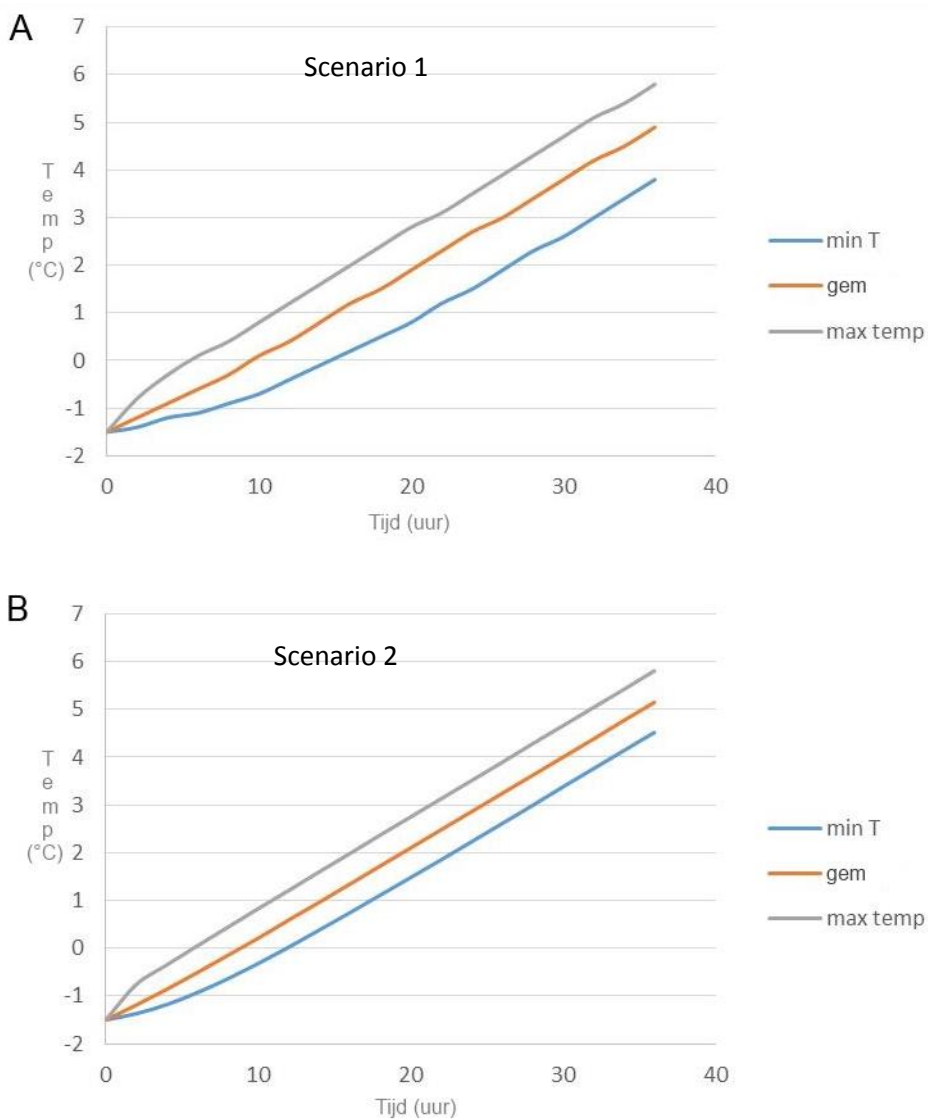 A
Scenario 1
7
6
5
4
3
2
1
0
-1
-2
T
e
m
p
(°C)
0 10 20 30 40
Tijd (uur)
min T
gem
max temp
B
Scenario 2
7
6
5
4
3
2
1
0
-1
-2
T
e
m
p
(°C)
0 10 20 30 40
Tijd (uur)
min T
gem
max temp